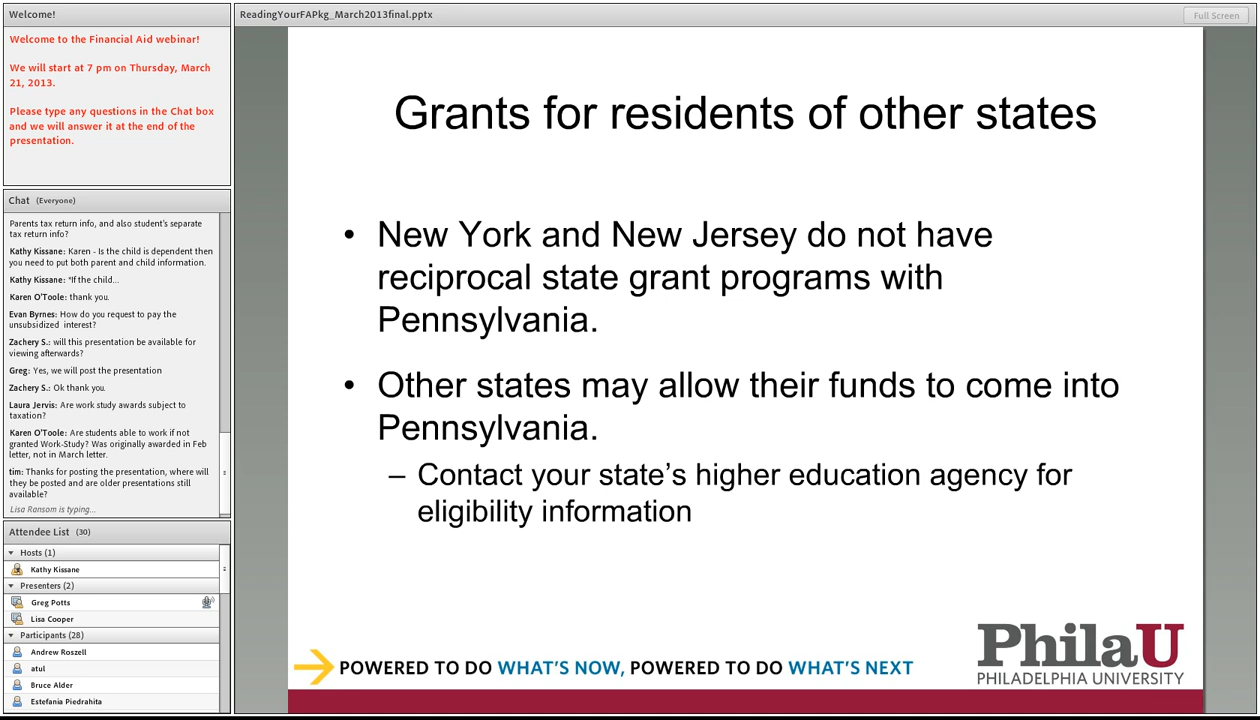 Welcome!
Welcome to the Financial Aid webinar!
We will start at 7 pm on Thursday, March
21, 2013.
Please type any questions in the Chat box
and we will answer it at the end of the
presentation.
Chat (Everyone)
Parents tax return info, and also student's separate
tax return info?
Kathy Kissane: Karen - Is the child is dependent then
you need to put both parent and child information.
Kathy Kissane: *If the child...
Karen O'Toole: thank you.
Evan Byrnes: How do you request to pay the
unsubsidized interest?
Zachery S.: will this presentation be available for
viewing afterwards?
Greg: Yes, we will post the presentation
Zachery S.: Ok thank you.
Laura Jervis: Are work study awards subject to
taxation?
Karen O'Toole: Are students able to work if not
granted Work-Study? Was originally awarded in Feb
letter, not in March letter.
tim: Thanks for posting the presentation, where will
they be posted and are older presentations still
available?
Lisa Ransom is typing...
Attendee List (30)
Hosts (1)
Kathy Kissane
Presenters (2)
Greg Potts
Lisa Cooper
Participants (28)
Andrew Roszell
atul
Bruce Alder
Estefania Piedrahita
ReadingYourFAPkg_March2013final.pptx
Full Screen
Grants for residents of other states
• New York and New Jersey do not have
reciprocal state grant programs with
Pennsylvania.
• Other states may allow their funds to come into
Pennsylvania.
– Contact your state's higher education agency for
eligibility information
POWERED TO DO WHAT'S NOW, POWERED TO DO WHAT'S NEXT
PhilaU
PHILADELPHIA UNIVERSITY